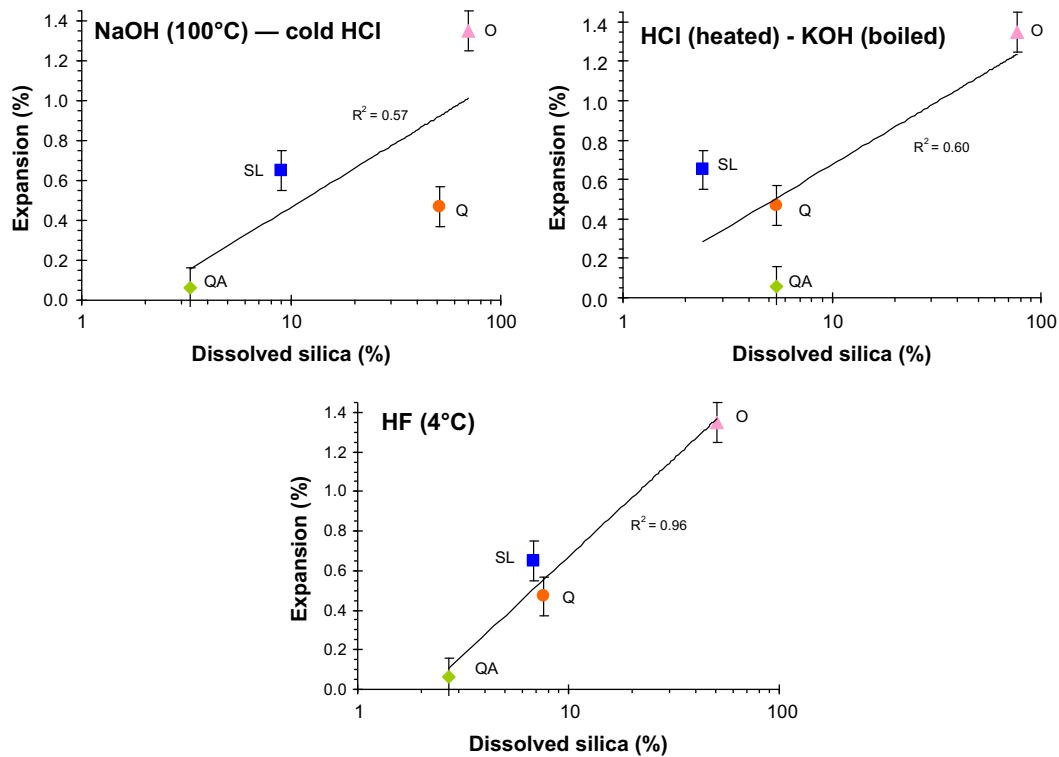 NaOH (100°C) — cold HCl
Expansion (%)
1.4
1.2
1.0
0.8
0.6
0.4
0.2
0.0
O
R² = 0.57
SL
Q
QA
1 10 100
Dissolved silica (%)
HCl (heated) - KOH (boiled)
Expansion (%)
1.4
1.2
1.0
0.8
0.6
0.4
0.2
0.0
O
R² = 0.60
SL
Q
QA
1 10 100
Dissolved silica (%)
HF (4°C)
Expansion (%)
1.4
1.2
1.0
0.8
0.6
0.4
0.2
0.0
O
R² = 0.96
SL
Q
QA
1 10 100
Dissolved silica (%)